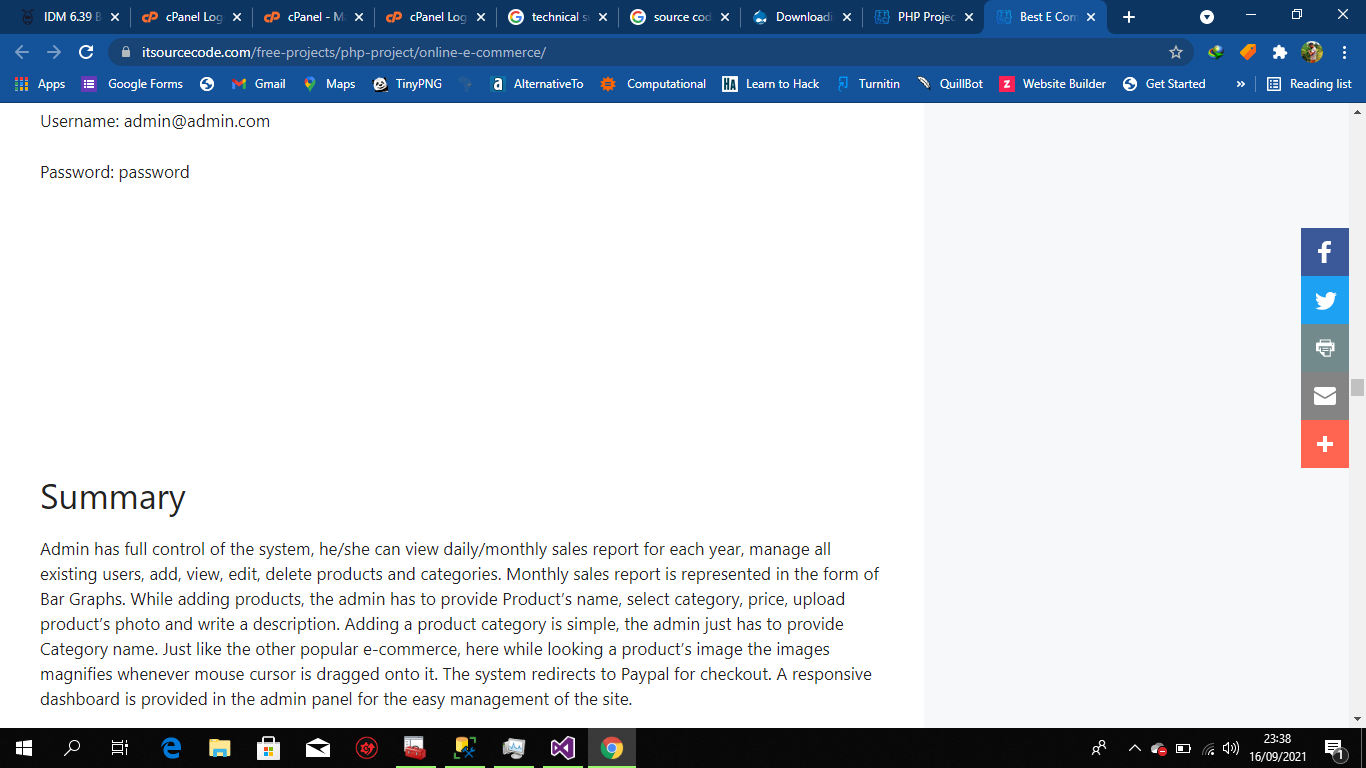 IDM 6.39 B
cPanel Log
cPanel - M
cPanel Log
technical s
source cod
Downloadi
PHP Projec
Best E Com
itsourcecode.com/free-projects/php-project/online-e-commerce/
Apps
Google Forms
Gmail
Maps
TinyPNG
a
AlternativeTo
Computational
HA
Learn to Hack
Turnitin
QuillBot
z
Website Builder
Get Started
»
Reading list
Username: admin@admin.com
Password: password
Summary
Admin has full control of the system, he/she can view daily/monthly sales report for each year, manage all
existing users, add, view, edit, delete products and categories. Monthly sales report is represented in the form of
Bar Graphs. While adding products, the admin has to provide Product’s name, select category, price, upload
product’s photo and write a description. Adding a product category is simple, the admin just has to provide
Category name. Just like the other popular e-commerce, here while looking a product’s image the images
magnifies whenever mouse cursor is dragged onto it. The system redirects to Paypal for checkout. A responsive
dashboard is provided in the admin panel for the easy management of the site.
23:38
16/09/2021
1